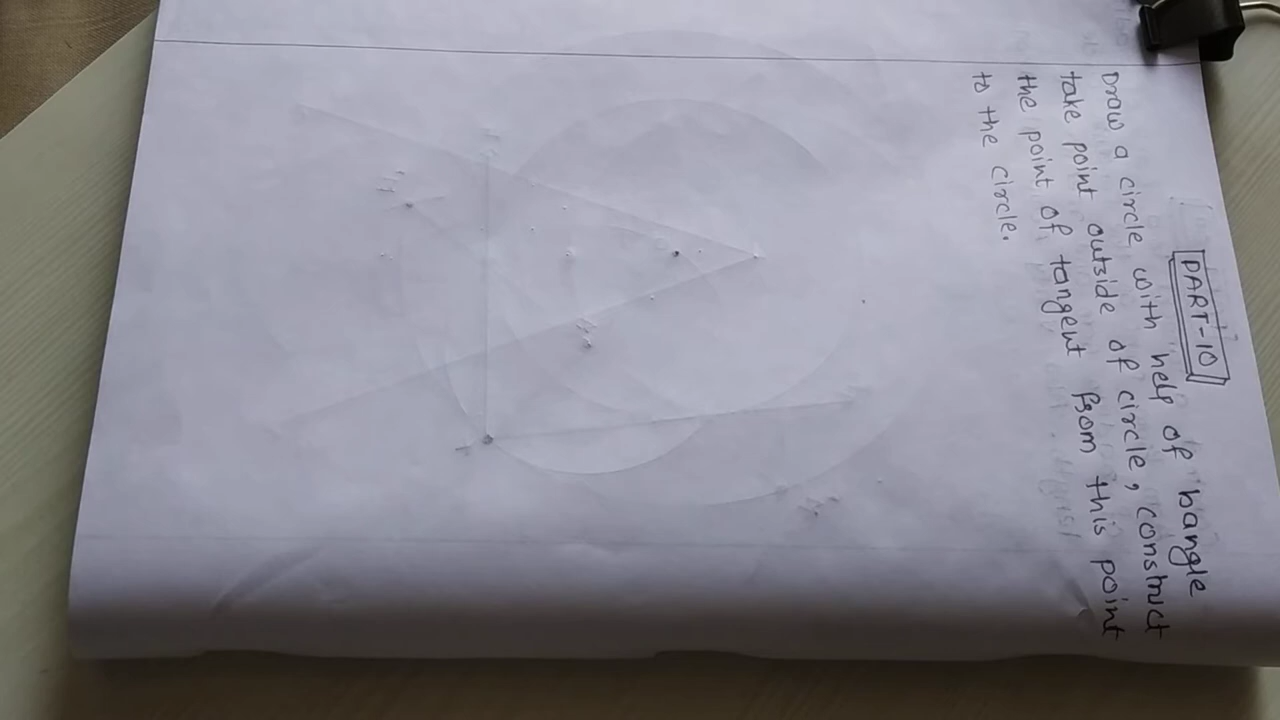 PART-10
Draw a circle with help of bangle
take point outside of circle, construct
the point of tangent from this point
to the circle.